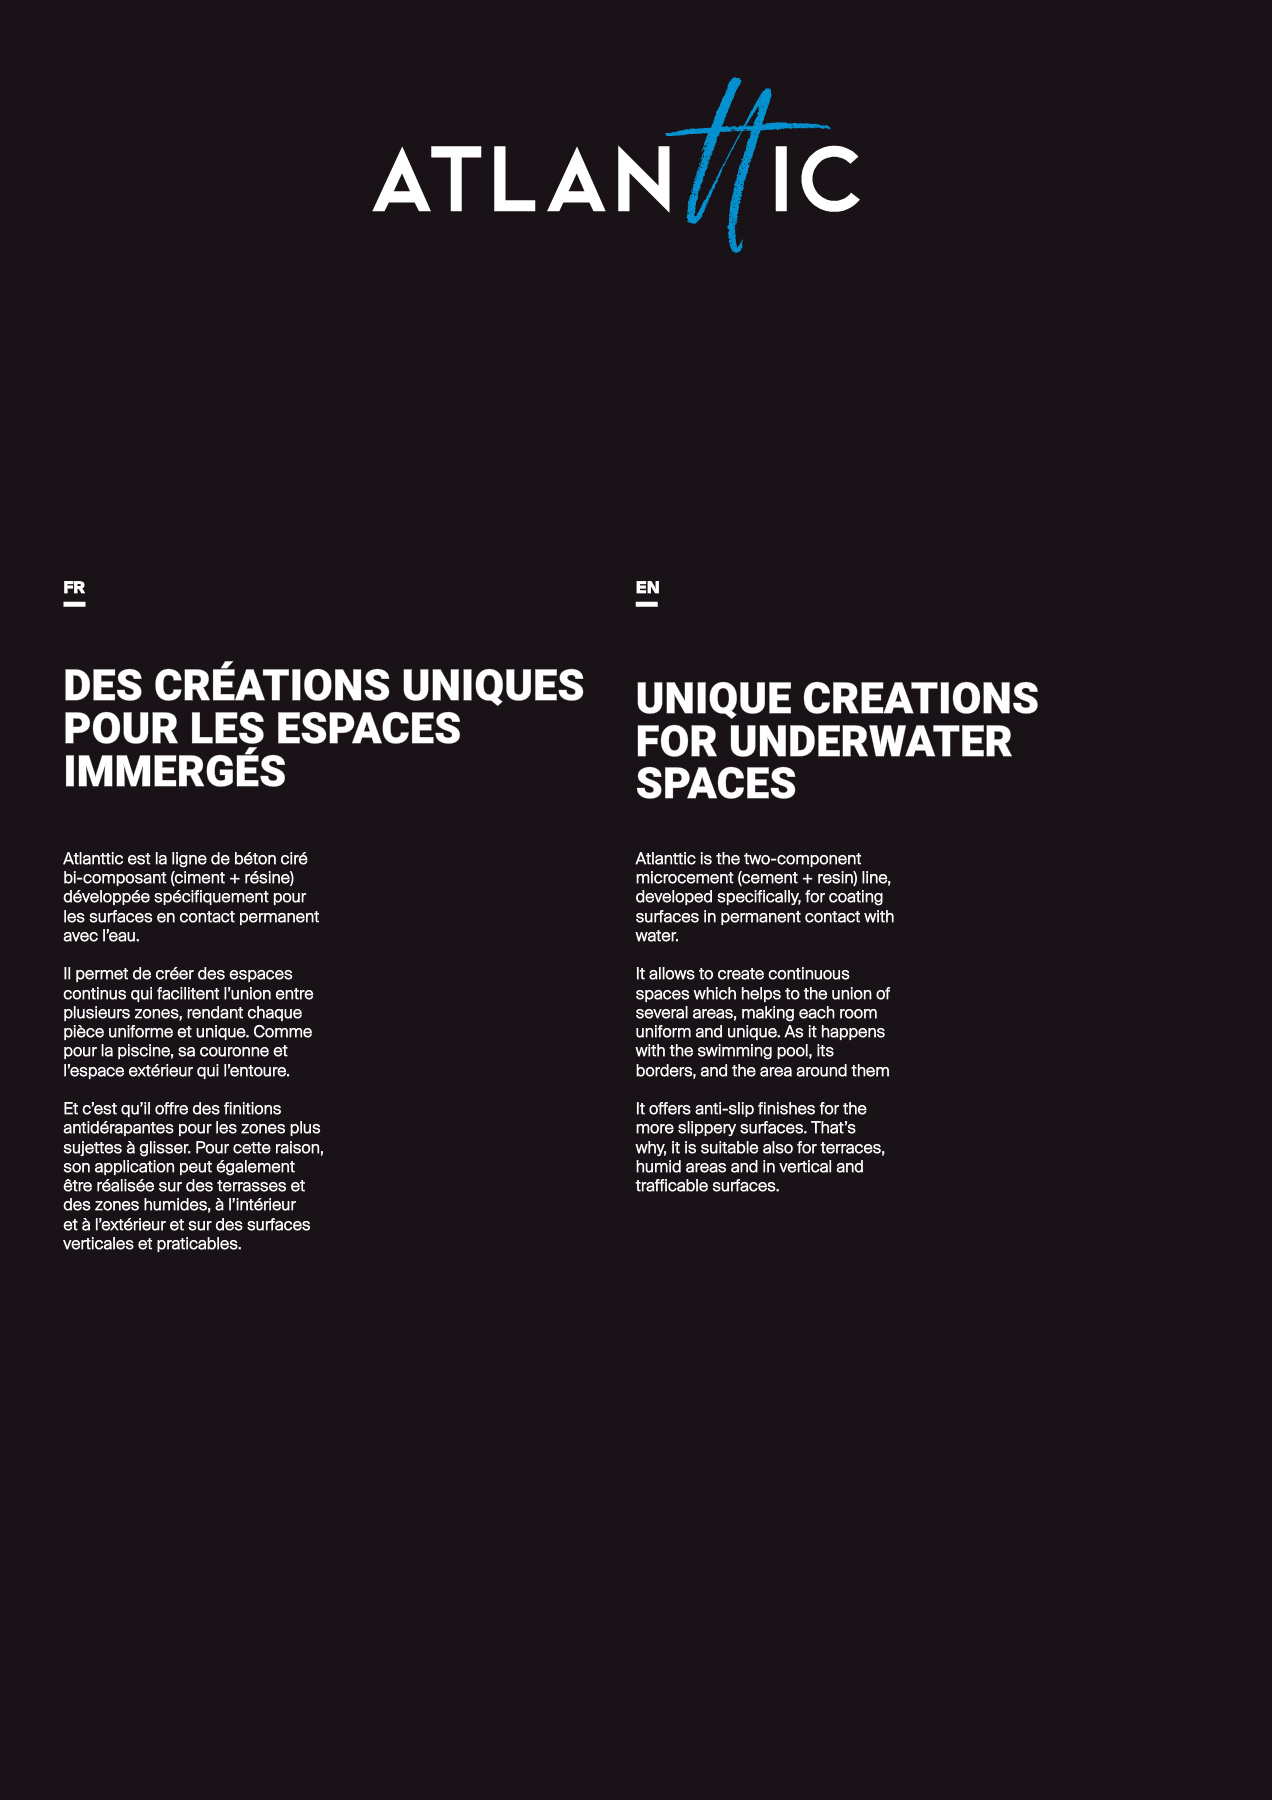 ATLANTTIC
FR
DES CRÉATIONS UNIQUES
POUR LES ESPACES
IMMERGÉS
Atlanttic est la ligne de béton ciré
bi-composant (ciment + résine)
développée spécifiquement pour
les surfaces en contact permanent
avec l’eau.
Il permet de créer des espaces
continus qui facilitent l’union entre
plusieurs zones, rendant chaque
pièce uniforme et unique. Comme
pour la piscine, sa couronne et
l’espace extérieur qui l’entoure.
Et c’est qu’il offre des finitions
antidérapantes pour les zones plus
sujettes à glisser. Pour cette raison,
son application peut également
être réalisée sur des terrasses et
des zones humides, à l’intérieur
et à l’extérieur et sur des surfaces
verticales et praticables.
EN
UNIQUE CREATIONS
FOR UNDERWATER
SPACES
Atlanttic is the two-component
microcement (cement + resin) line,
developed specifically, for coating
surfaces in permanent contact with
water.
It allows to create continuous
spaces which helps to the union of
several areas, making each room
uniform and unique. As it happens
with the swimming pool, its
borders, and the area around them
It offers anti-slip finishes for the
more slippery surfaces. That’s
why, it is suitable also for terraces,
humid areas and in vertical and
trafficable surfaces.